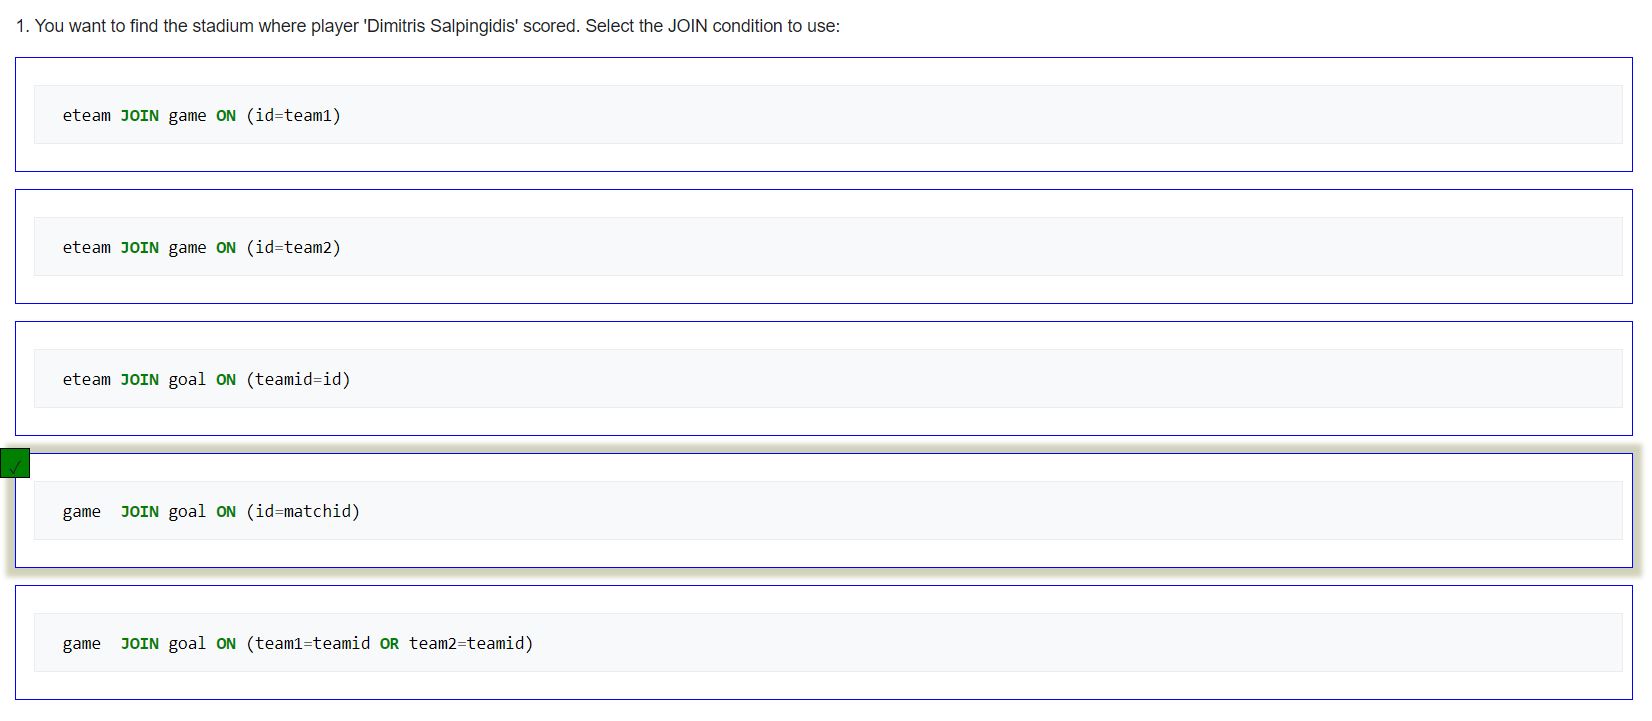 1. You want to find the stadium where player 'Dimitris Salpingidis' scored. Select the JOIN condition to use:
eteam JOIN game ON (id=team1)
eteam JOIN game ON (id=team2)
eteam JOIN goal ON (teamid=id)
✓
game  JOIN goal ON (id=matchid)
game  JOIN goal ON (team1=teamid OR team2=teamid)